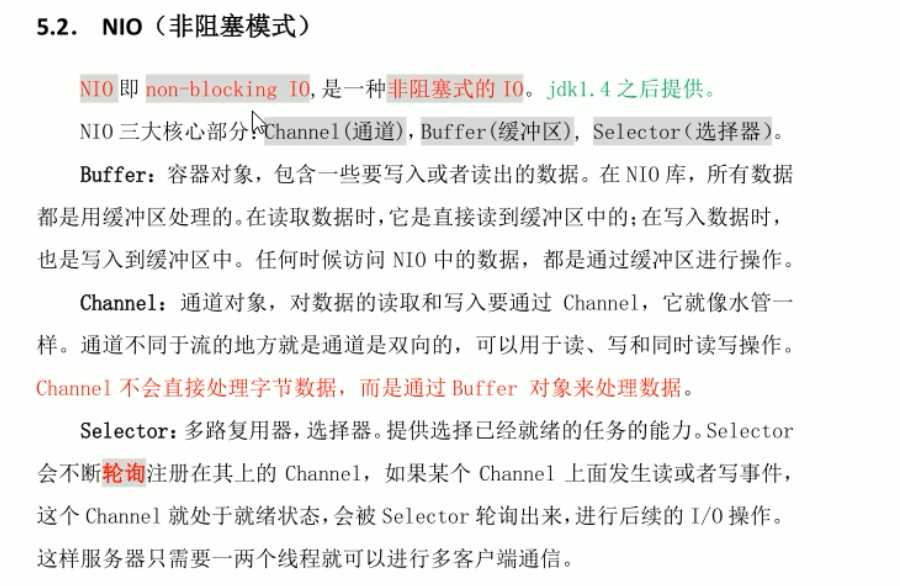 5.2. NIO（非阻塞模式）
NIO 即 non-blocking IO,是一种非阻塞式的 IO。jdk1.4 之后提供。
NIO 三大核心部分:Channel(通道),Buffer(缓冲区), Selector(选择器)。
Buffer: 容器对象，包含一些要写入或者读出的数据。在 NIO 库，所有数据
都是用缓冲区处理的。在读取数据时,它是直接读到缓冲区中的;在写入数据时，
也是写入到缓冲区中。任何时候访问 NIO 中的数据，都是通过缓冲区进行操作。
Channel: 通道对象，对数据的读取和写入要通过 Channel，它就像水管一
样。通道不同于流的地方就是通道是双向的，可以用于读、写和同时读写操作。
Channel 不会直接处理字节数据，而是通过 Buffer 对象来处理数据。
Selector: 多路复用器,选择器。提供选择已经就绪的任务的能力。Selector
会不断轮询注册在其上的 Channel，如果某个 Channel 上面发生读或者写事件，
这个 Channel 就处于就绪状态,会被 Selector 轮询出来,进行后续的 I/O 操作。
这样服务器只需要一两个线程就可以进行多客户端通信。